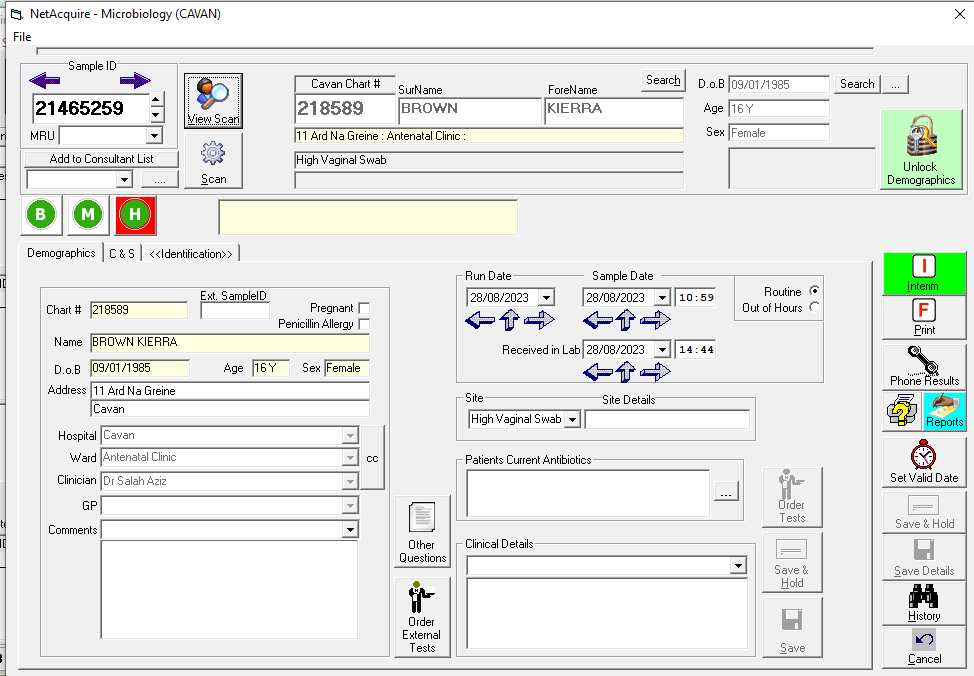 NetAcquire - Microbiology (CAVAN)
File
Sample ID
21465259
MRU
Add to Consultant List
....
View Scan
Scan
Cavan Chart #
SurName
ForeName
Search
218589
BROWN
KIERRA
11 Ard Na Greine : Antenatal Clinic :
High Vaginal Swab
D.o.B
09/01/1985
Search
...
Age
16 Y
Sex
Female
Unlock
Demographics
B
M
H
Demographics
C & S
<<Identification>>
Chart #
218589
Ext. SampleID
Pregnant
Penicillin Allergy
Name
BROWN KIERRA
D.o.B
09/01/1985
Age
16 Y
Sex
Female
Address
11 Ard Na Greine
Cavan
Hospital
Cavan
Ward
Antenatal Clinic
cc
Clinician
Dr Salah Aziz
GP
Comments
Other
Questions
Order
External
Tests
Run Date
28/08/2023
Sample Date
28/08/2023
10:59
Routine
Out of Hours
Received in Lab
28/08/2023
14:44
Site
High Vaginal Swab
Site Details
Patients Current Antibiotics
...
Clinical Details
Order
Tests
Save &
Hold
Save
I
Interim
F
Print
Phone Results
Reports
Set Valid Date
Save & Hold
Save Details
History
Cancel